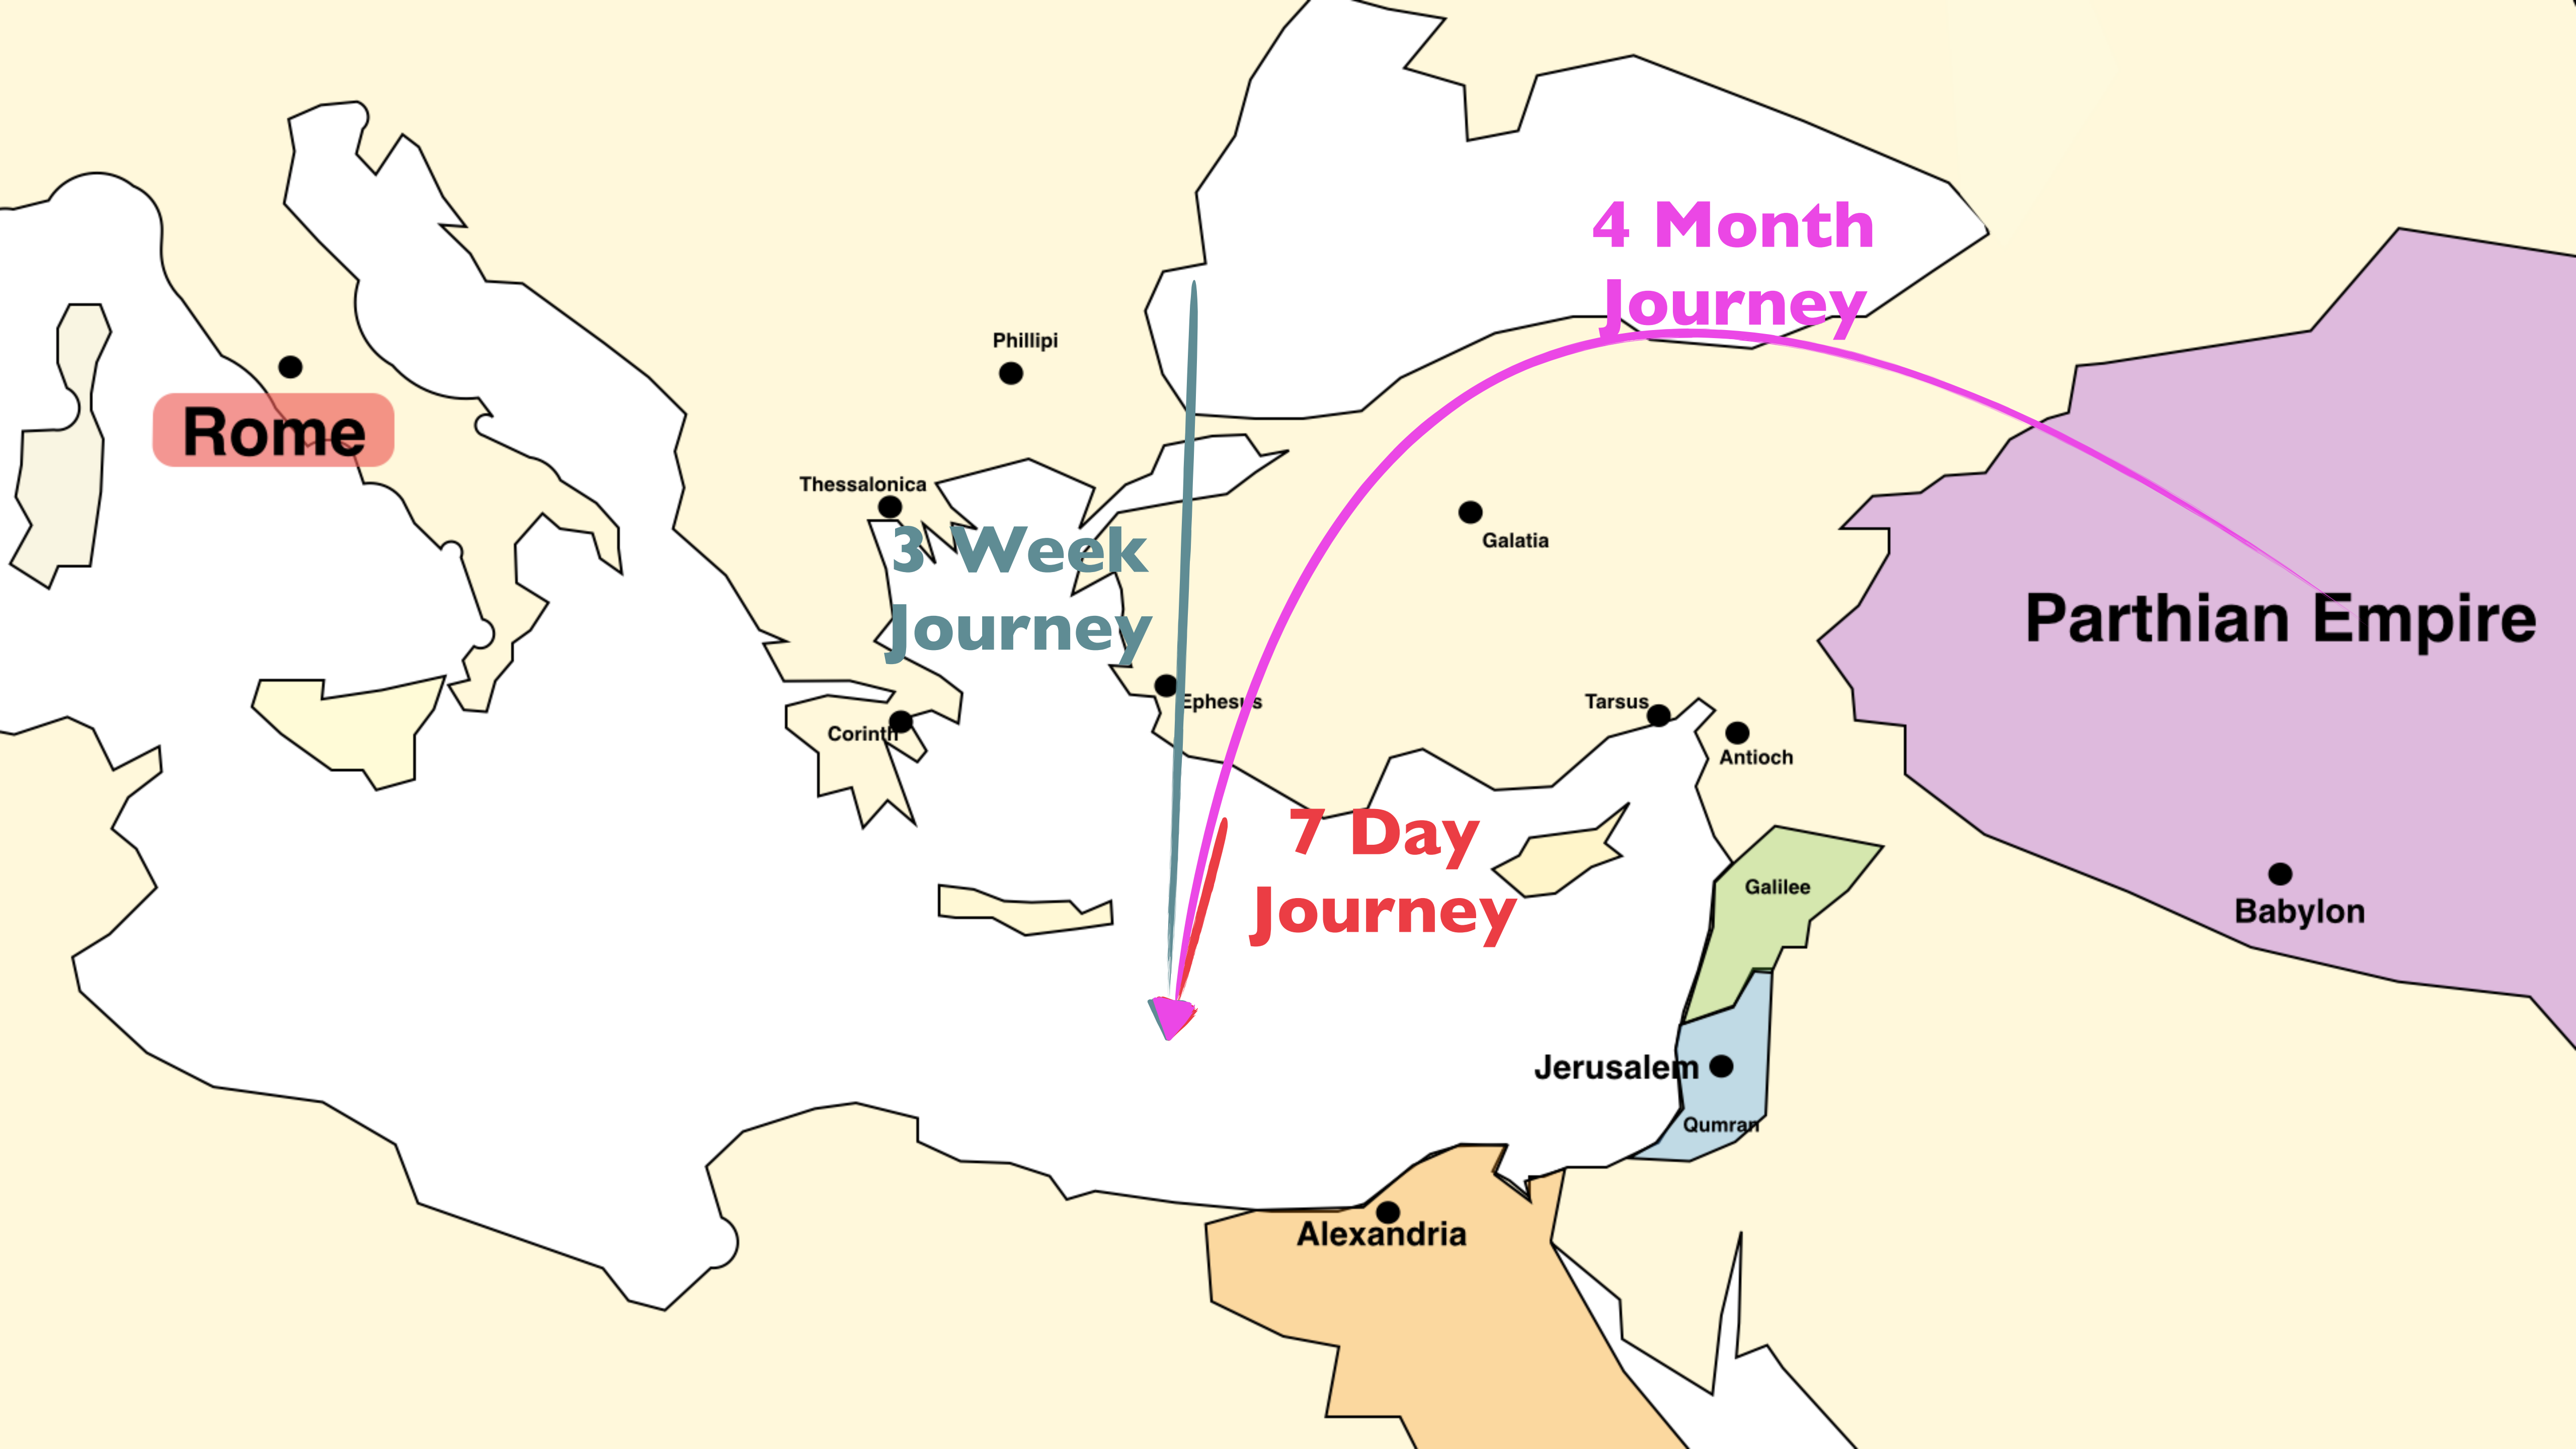 4 Month
Journey
Phillipi
Rome
Thessalonica
3 Week
Journey
Galatia
Parthian Empire
Ephesus
Tarsus
Corinth
Antioch
7 Day
Journey
Galilee
Babylon
Jerusalem
Qumran
Alexandria